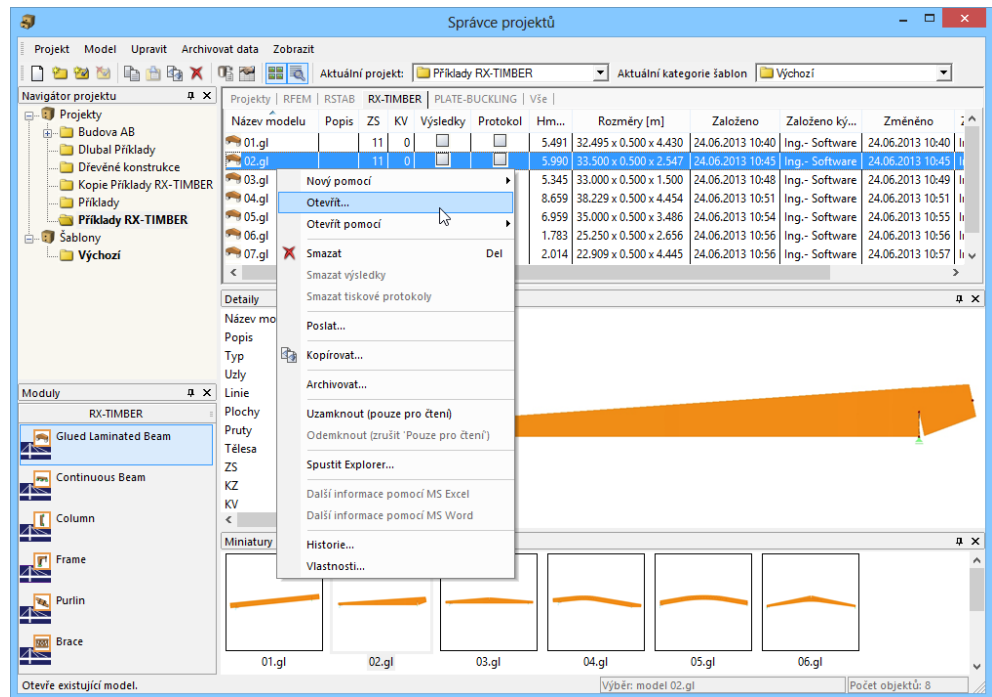 Správce projektů
Projekt Model Upravit Archivovat data Zobrazit
Aktuální projekt: Příklady RX-TIMBER Aktuální kategorie šablon Výchozí
Navigátor projektu
Projekty
Budova AB
Dlubal Příklady
Dřevěné konstrukce
Kopie Příklady RX-TIMBER
Příklady
Příklady RX-TIMBER
Šablony
Výchozí
Projekty RFEM RSTAB RX-TIMBER PLATE-BUCKLING Vše
Název modelu Popis ZS KV Výsledky Protokol Hm... Rozměry [m] Založeno Založeno ký... Změněno
01.gl 11 0 5.491 32.495 x 0.500 x 4.430 24.06.2013 10:40 Ing.- Software 24.06.2013 10:40
02.gl 11 0 5.990 33.500 x 0.500 x 2.547 24.06.2013 10:45 Ing.- Software 24.06.2013 10:45
03.gl 5.345 33.000 x 0.500 x 1.500 24.06.2013 10:48 Ing.- Software 24.06.2013 10:49
04.gl 8.659 38.229 x 0.500 x 4.454 24.06.2013 10:51 Ing.- Software 24.06.2013 10:51
05.gl 6.959 35.000 x 0.500 x 3.486 24.06.2013 10:54 Ing.- Software 24.06.2013 10:55
06.gl 1.783 25.250 x 0.500 x 2.656 24.06.2013 10:56 Ing.- Software 24.06.2013 10:56
07.gl 2.014 22.909 x 0.500 x 4.445 24.06.2013 10:56 Ing.- Software 24.06.2013 10:57
Nový pomocí
Otevřít...
Otevřít pomocí
Smazat Del
Smazat výsledky
Smazat tiskové protokoly
Poslat...
Kopírovat...
Archivovat...
Uzamknout (pouze pro čtení)
Odemknout (zrušit 'Pouze pro čtení')
Spustit Explorer...
Další informace pomocí MS Excel
Další informace pomocí MS Word
Historie...
Vlastnosti...
Detaily
Název mo
Popis
Typ
Uzly
Linie
Plochy
Pruty
Tělesa
ZS
KZ
KV
Moduly
RX-TIMBER
Glued Laminated Beam
Continuous Beam
Column
Frame
Purlin
Brace
Miniatury
01.gl 02.gl 03.gl 04.gl 05.gl 06.gl
Otevře existující model. Výběr: model 02.gl Počet objektů: 8